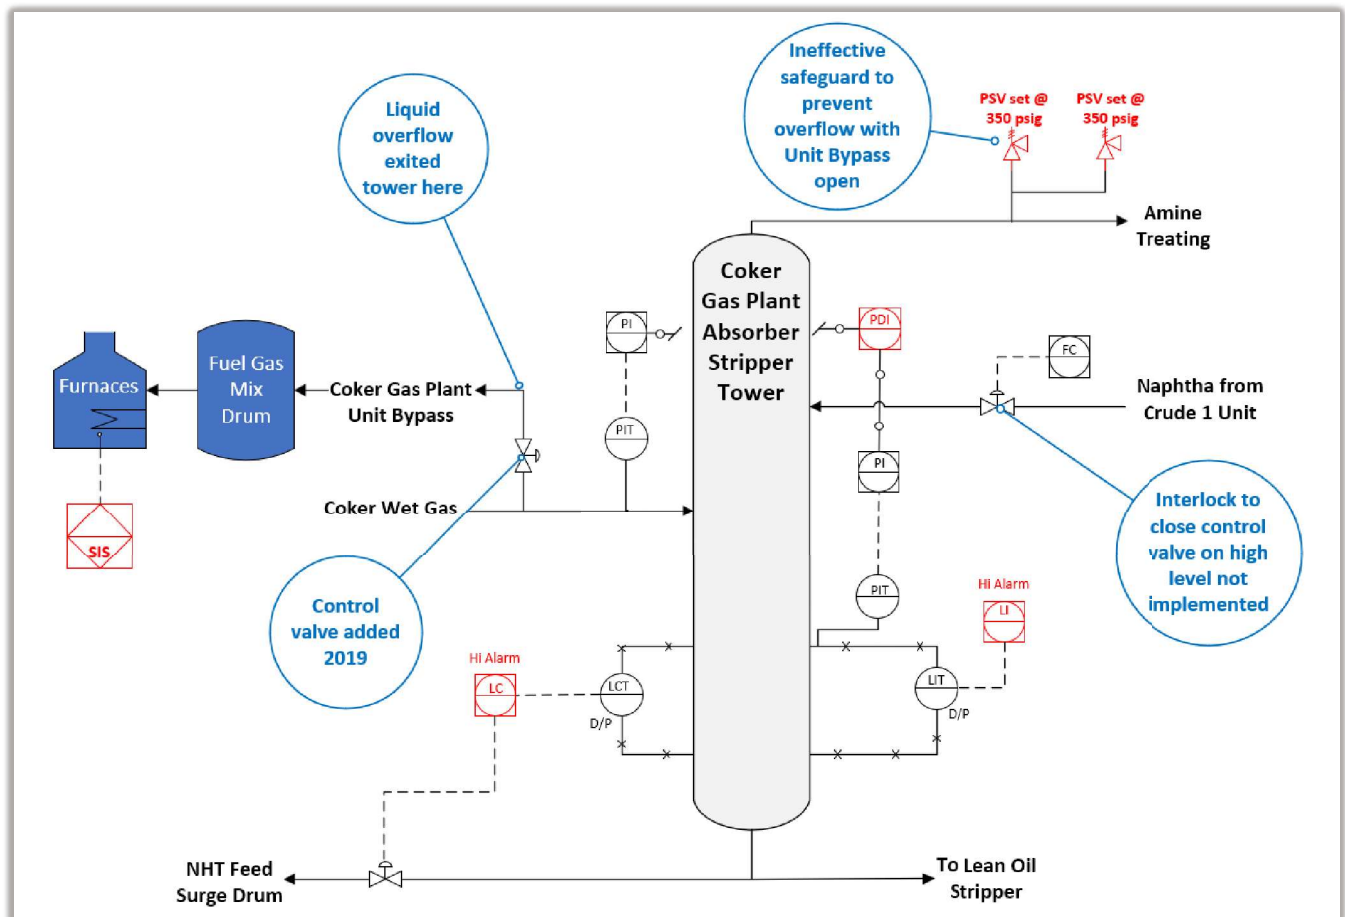 Liquid
overflow
exited
tower here
Ineffective
safeguard to
prevent
overflow with
Unit Bypass
open
PSV set @
350 psig
PSV set @
350 psig
Amine
Treating
Coker
Gas Plant
Absorber
Stripper
Tower
PI
PDI
FC
Furnaces
Fuel Gas
Mix
Drum
Coker Gas Plant
Unit Bypass
Naphtha from
Crude 1 Unit
PIT
PI
Coker Wet Gas
SIS
Interlock to
close control
valve on high
level not
implemented
Control
valve added
2019
PIT
Hi Alarm
LI
Hi Alarm
LC
LCT
D/P
LIT
D/P
NHT Feed
Surge Drum
To Lean Oil
Stripper